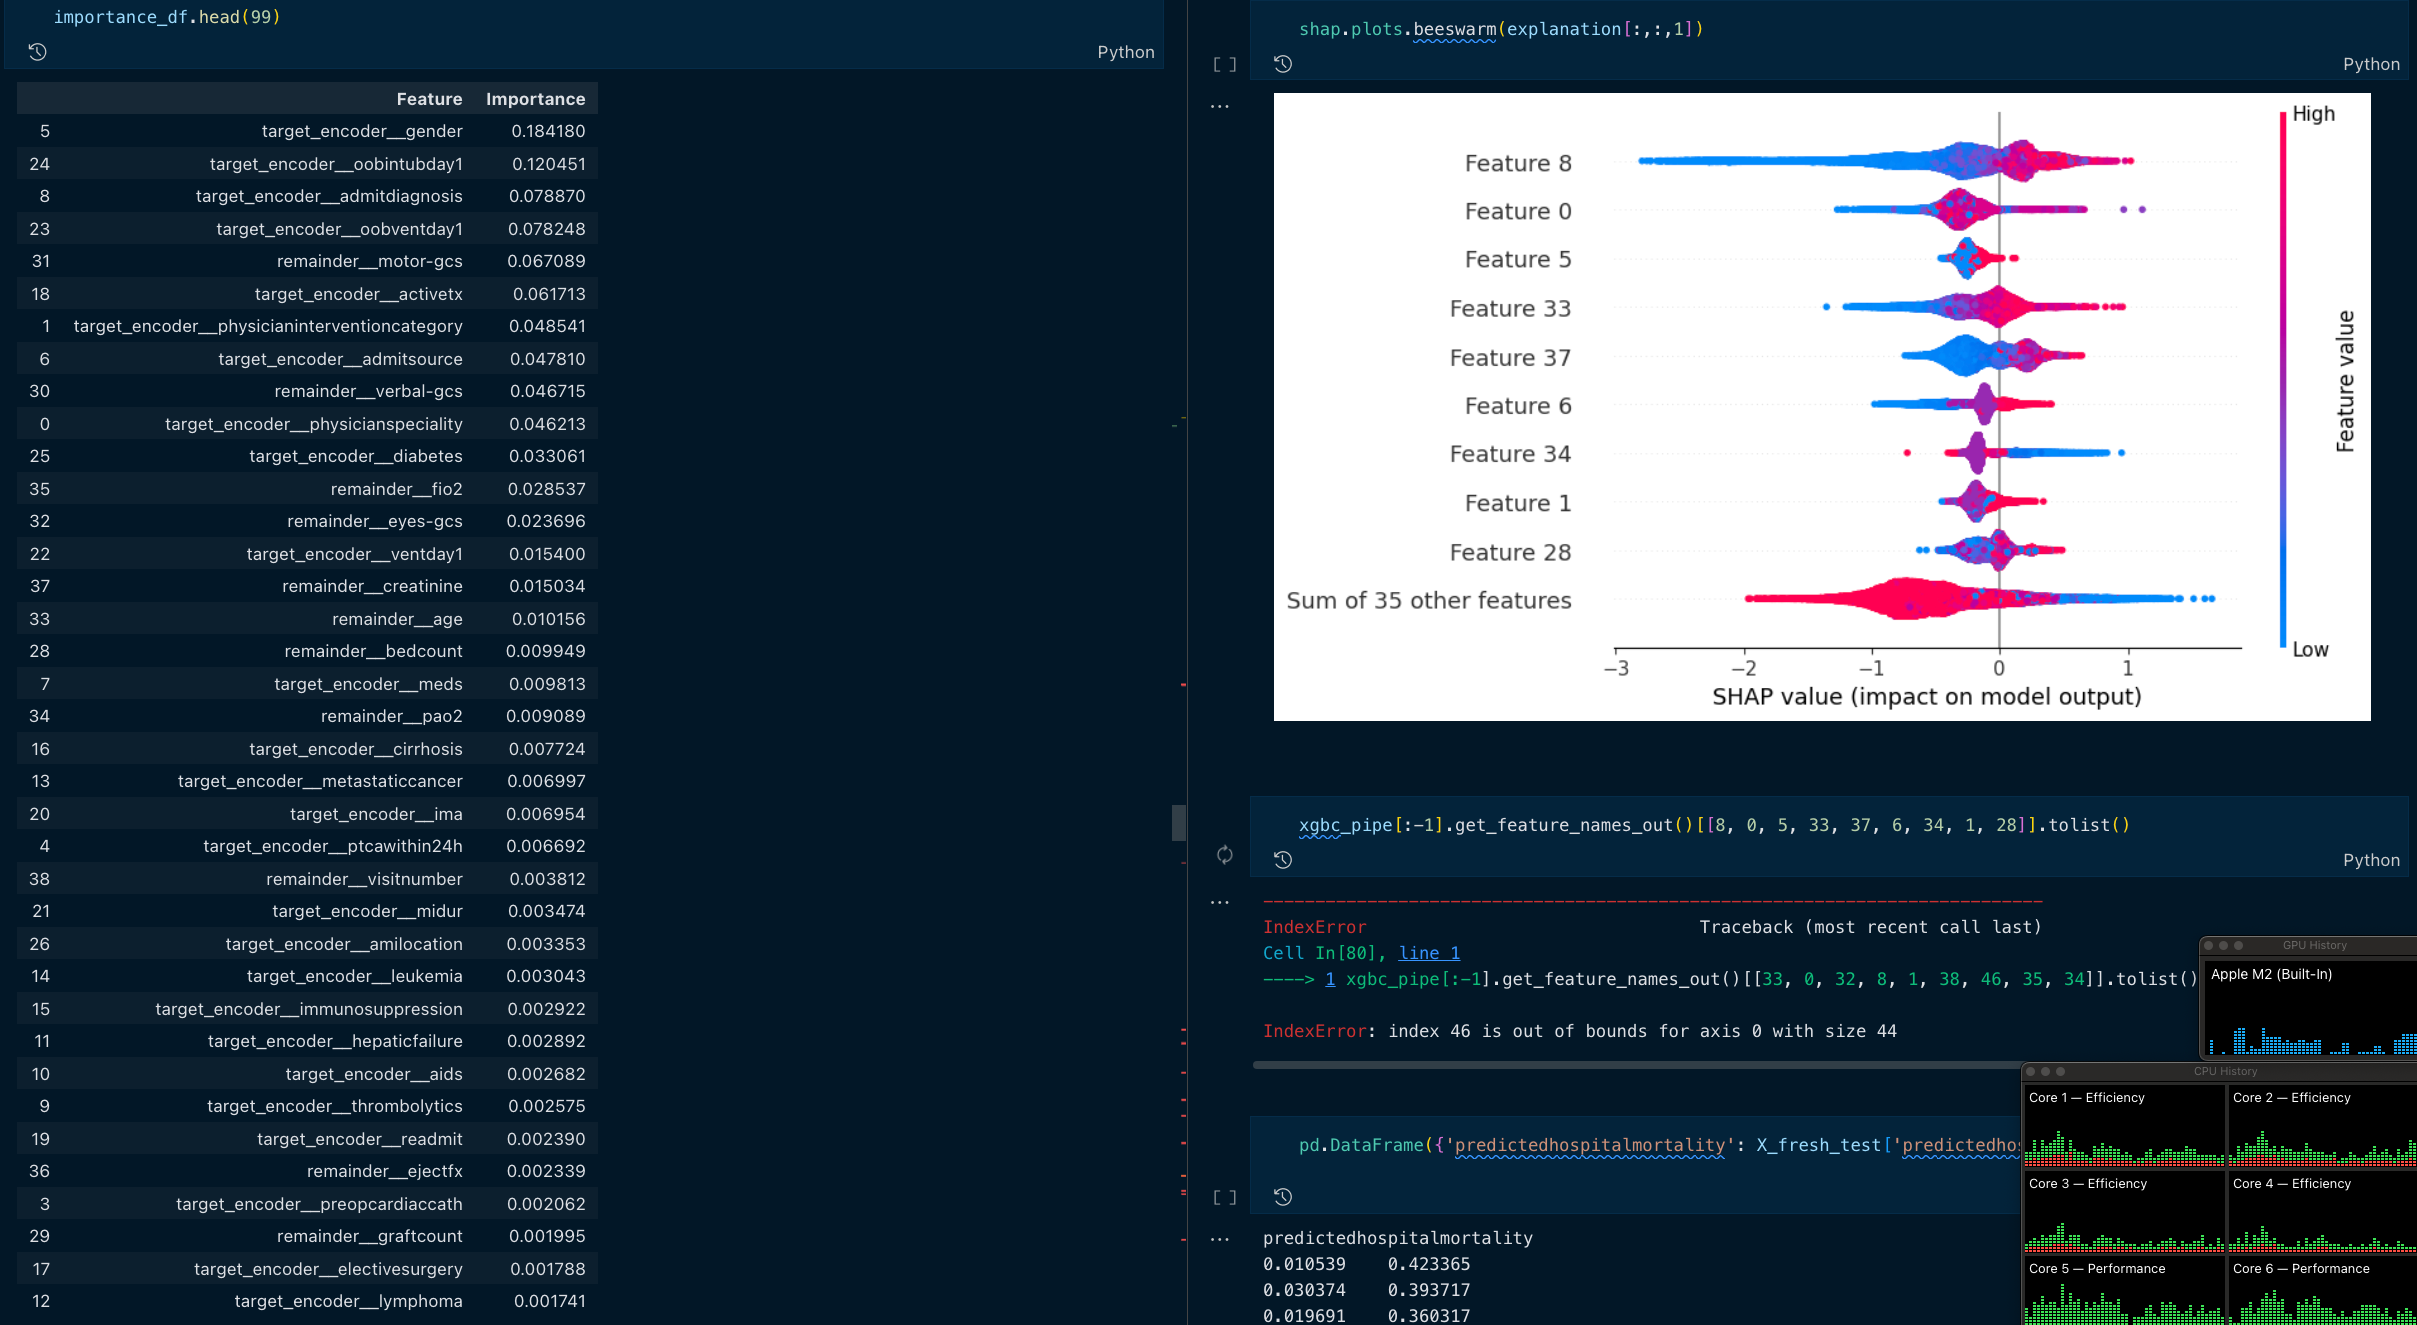 importance_df.head(99)
Python
Feature Importance
5 target_encoder__gender 0.184180
24 target_encoder__oobintubday1 0.120451
8 target_encoder__admitdiagnosis 0.078870
23 target_encoder__oobventday1 0.078248
31 remainder__motor-gcs 0.067089
18 target_encoder__activetx 0.061713
1 target_encoder__physicianinterventioncategory 0.048541
6 target_encoder__admitsource 0.047810
30 remainder__verbal-gcs 0.046715
0 target_encoder__physicianspeciality 0.046213
25 target_encoder__diabetes 0.033061
35 remainder__fio2 0.028537
32 remainder__eyes-gcs 0.023696
22 target_encoder__ventday1 0.015400
37 remainder__creatinine 0.015034
33 remainder__age 0.010156
28 remainder__bedcount 0.009949
7 target_encoder__meds 0.009813
34 remainder__pao2 0.009089
16 target_encoder__cirrhosis 0.007724
13 target_encoder__metastaticcancer 0.006997
20 target_encoder__ima 0.006954
4 target_encoder__ptcawithin24h 0.006692
38 remainder__visitnumber 0.003812
21 target_encoder__midur 0.003474
26 target_encoder__amilocation 0.003353
14 target_encoder__leukemia 0.003043
15 target_encoder__immunosuppression 0.002922
11 target_encoder__hepaticfailure 0.002892
10 target_encoder__aids 0.002682
9 target_encoder__thrombolytics 0.002575
19 target_encoder__readmit 0.002390
36 remainder__ejectfx 0.002339
3 target_encoder__preopcardiaccath 0.002062
29 remainder__graftcount 0.001995
17 target_encoder__electivesurgery 0.001788
12 target_encoder__lymphoma 0.001741
shap.plots.beeswarm(explanation[:,:,1])
[ ]
Python
...
High
Feature 8
Feature 0
Feature 5
Feature 33
Feature 37
Feature 6
Feature 34
Feature 1
Feature 28
Sum of 35 other features
Feature value
Low
−3 −2 −1 0 1
SHAP value (impact on model output)
xgbc_pipe[:-1].get_feature_names_out()[[8, 0, 5, 33, 37, 6, 34, 1, 28]].tolist()
Python
...
---------------------------------------------------------------------------
IndexError Traceback (most recent call last)
Cell In[80], line 1
----> 1 xgbc_pipe[:-1].get_feature_names_out()[[33, 0, 32, 8, 1, 38, 46, 35, 34]].tolist()
IndexError: index 46 is out of bounds for axis 0 with size 44
pd.DataFrame({'predictedhospitalmortality': X_fresh_test['predictedhos
[ ]
...
predictedhospitalmortality
0.010539 0.423365
0.030374 0.393717
0.019691 0.360317
GPU History
Apple M2 (Built-In)
CPU History
Core 1 — Efficiency
Core 2 — Efficiency
Core 3 — Efficiency
Core 4 — Efficiency
Core 5 — Performance
Core 6 — Performance